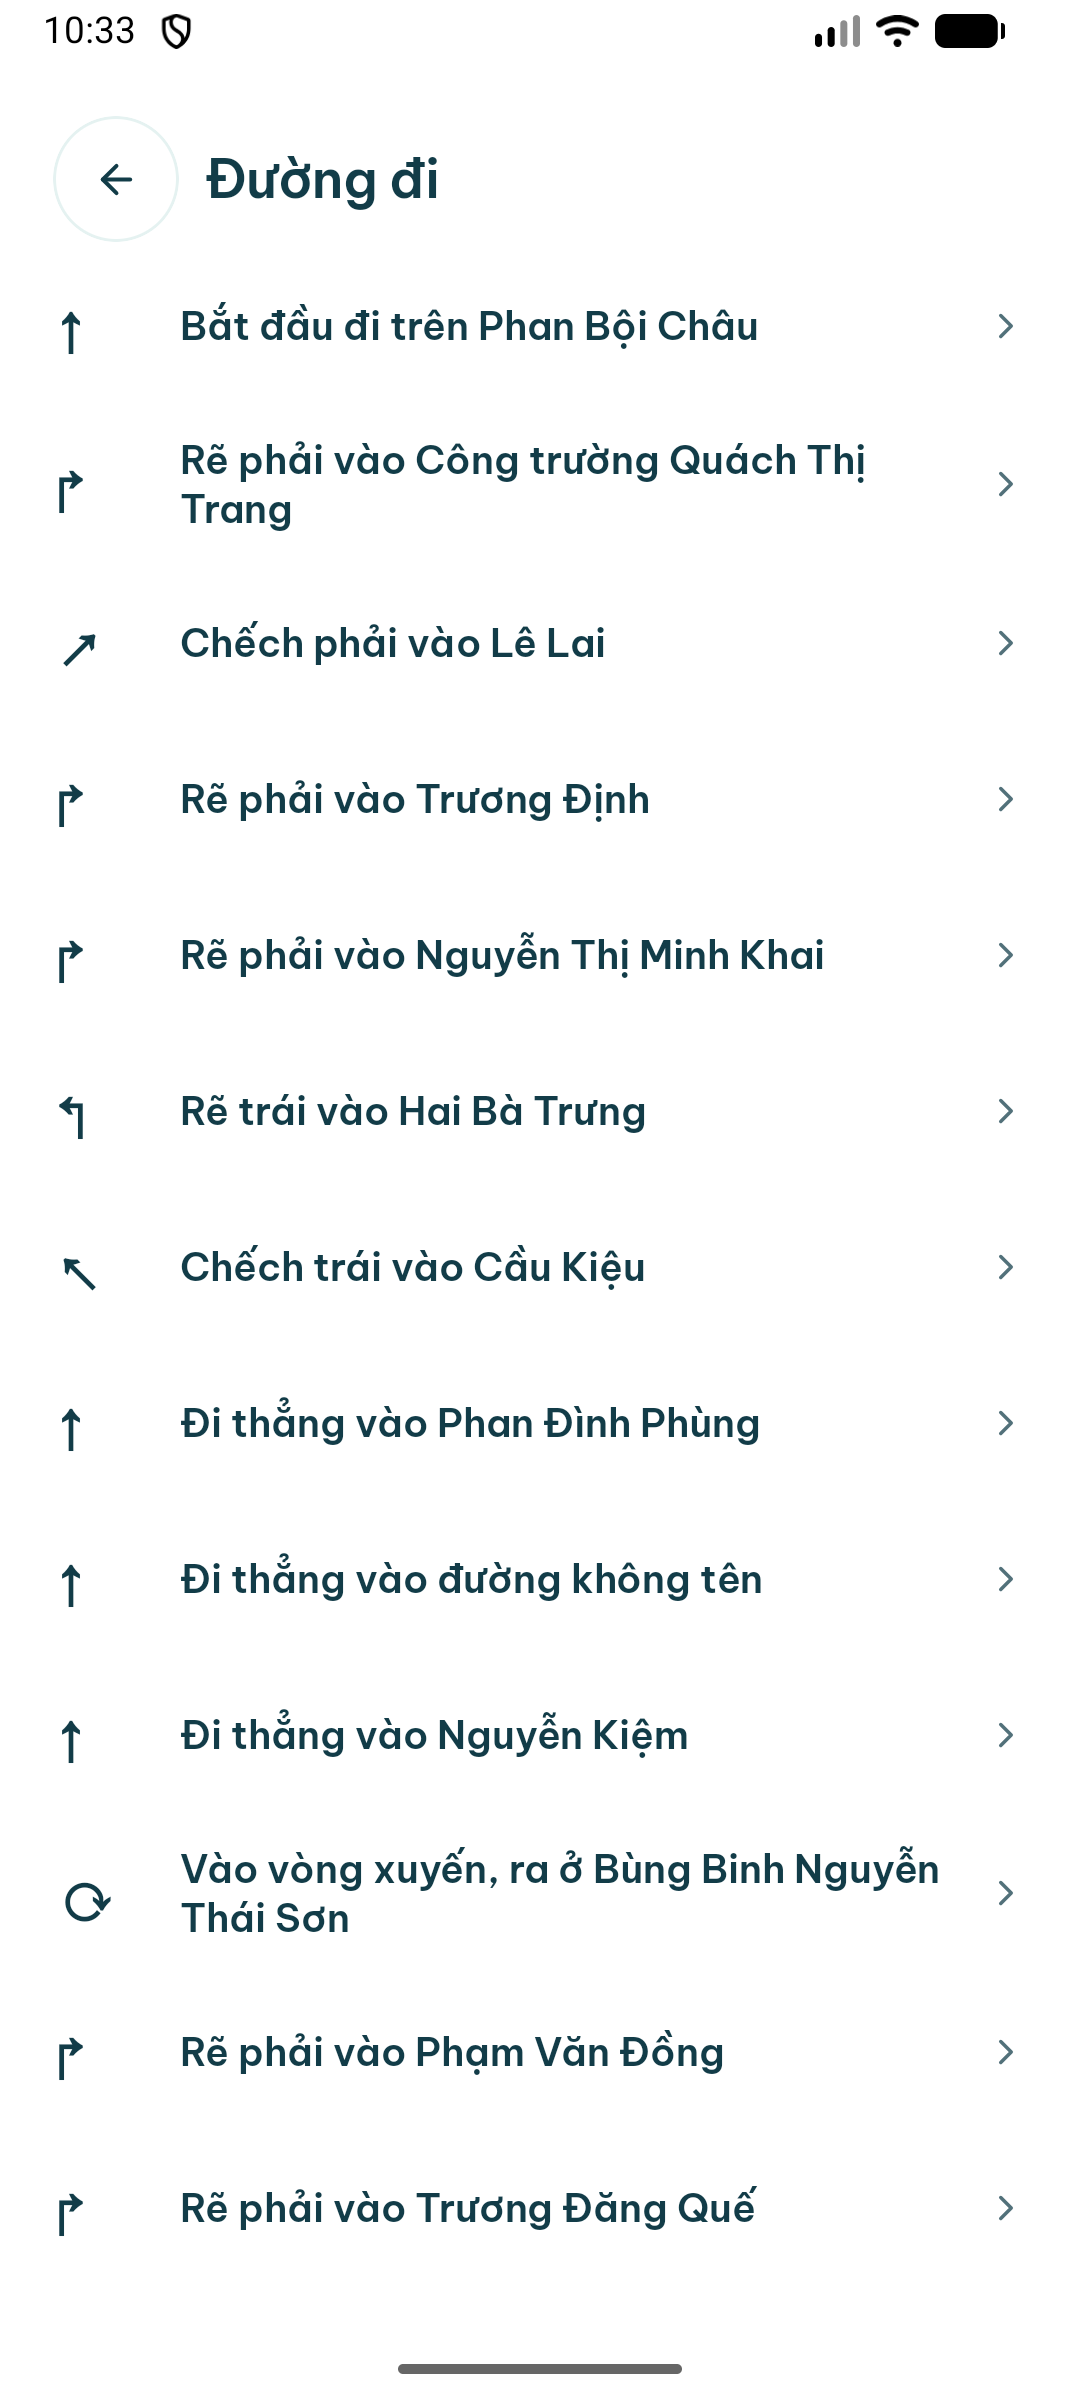 10:33
Đường đi
Bắt đầu đi trên Phan Bội Châu
Rẽ phải vào Công trường Quách Thị
Trang
Chếch phải vào Lê Lai
Rẽ phải vào Trương Định
Rẽ phải vào Nguyễn Thị Minh Khai
Rẽ trái vào Hai Bà Trưng
Chếch trái vào Cầu Kiệu
Đi thẳng vào Phan Đình Phùng
Đi thẳng vào đường không tên
Đi thẳng vào Nguyễn Kiệm
Vào vòng xuyến, ra ở Bùng Binh Nguyễn
Thái Sơn
Rẽ phải vào Phạm Văn Đồng
Rẽ phải vào Trương Đăng Quế